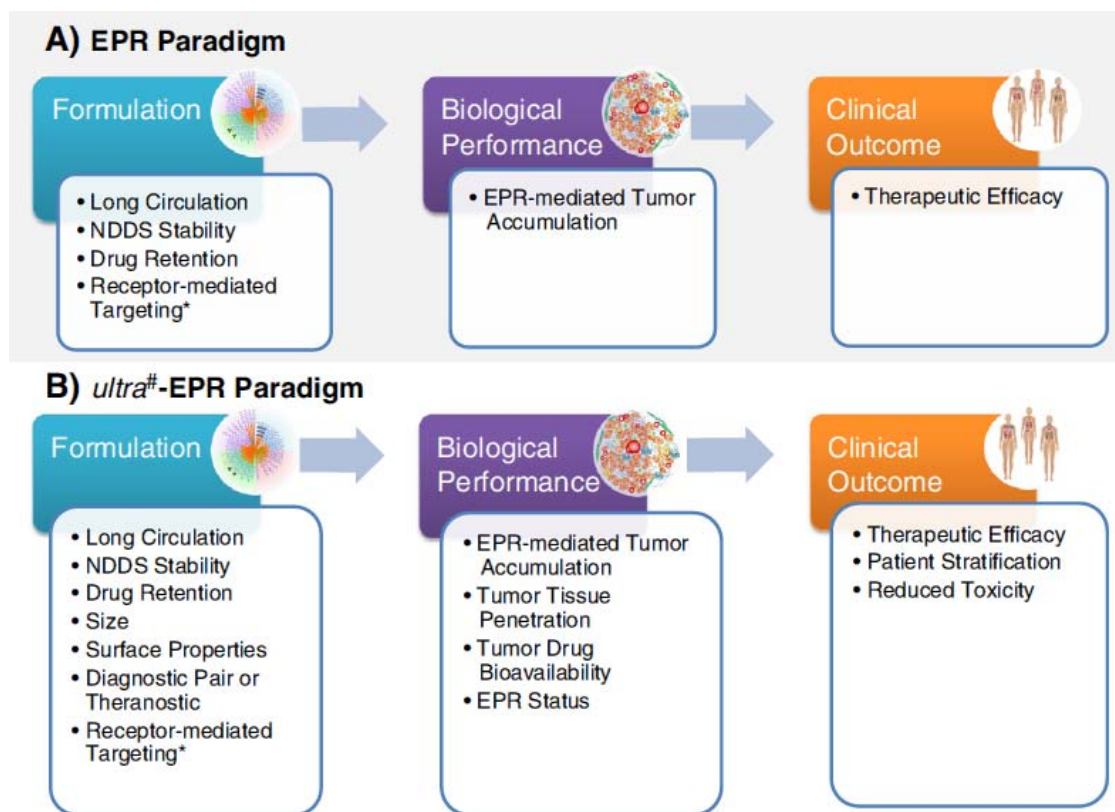 A) EPR Paradigm
Formulation
• Long Circulation
• NDDS Stability
• Drug Retention
• Receptor-mediated
Targeting*
Biological
Performance
• EPR-mediated Tumor
Accumulation
Clinical
Outcome
• Therapeutic Efficacy
B) ultra#-EPR Paradigm
Formulation
• Long Circulation
• NDDS Stability
• Drug Retention
• Size
• Surface Properties
• Diagnostic Pair or
Theranostic
• Receptor-mediated
Targeting*
Biological
Performance
• EPR-mediated Tumor
Accumulation
• Tumor Tissue
Penetration
• Tumor Drug
Bioavailability
• EPR Status
Clinical
Outcome
• Therapeutic Efficacy
• Patient Stratification
• Reduced Toxicity